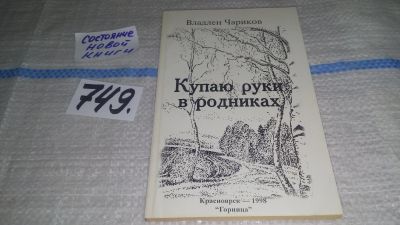 СОСТОЯНИЕ
НОВОЙ
КНИГИ
749.
Владлен Чариков
Купаю руки
в родниках
Красноярск — 1998
"Горница"